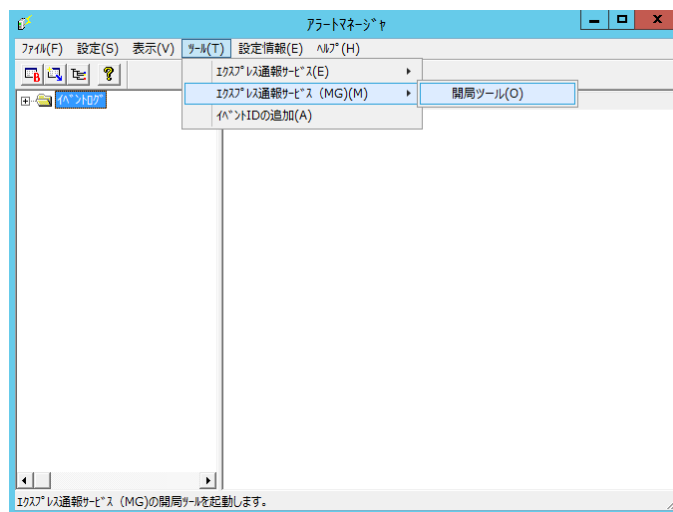 ｱﾗｰﾄﾏﾈｰｼﾞｬ
ﾌｧｲﾙ(F) 設定(S) 表示(V) ﾂｰﾙ(T) 設定情報(E) ﾍﾙﾌﾟ(H)
ｴｸｽﾌﾟﾚｽ通報ｻｰﾋﾞｽ(E)
ｴｸｽﾌﾟﾚｽ通報ｻｰﾋﾞｽ（MG）(M)
開局ツール(O)
ｲﾍﾞﾝﾄﾛｸﾞ
ｲﾍﾞﾝﾄIDの追加(A)
ｴｸｽﾌﾟﾚｽ通報ｻｰﾋﾞｽ（MG）の開局ﾂｰﾙを起動します。